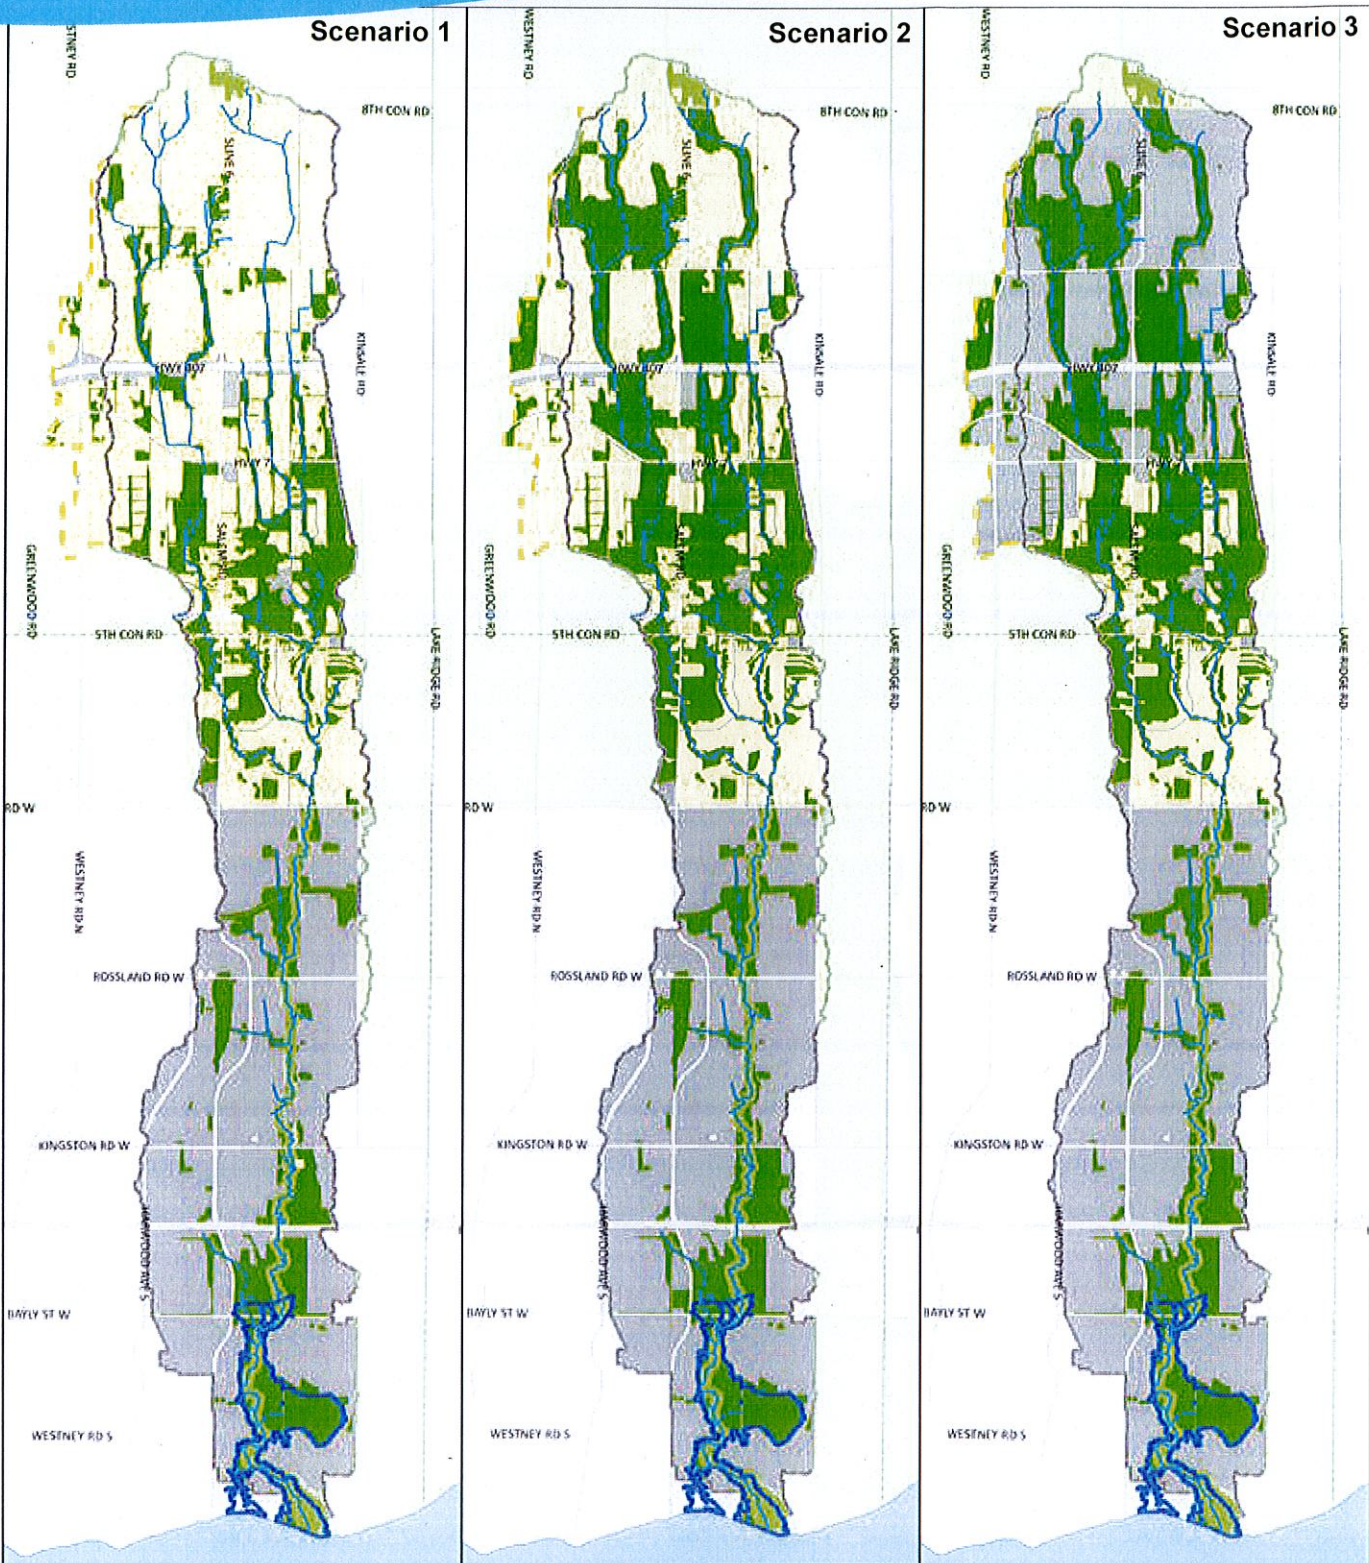 Scenario 1
STNEY RD
8TH CON RD
KINSALE RD
HWY 407
HWY 7
GREENWOOD RD
5TH CON RD
LAKE RIDGE RD
RD W
WESTNEY RD N
ROSSLAND RD W
KINGSTON RD W
HARWOOD AVE S
BAYLY ST W
WESTNEY RD S
Scenario 2
WESTNEY RD
8TH CON RD
KINSALE RD
HWY 407
HWY 7
GREENWOOD RD
5TH CON RD
LAKE RIDGE RD
RD W
WESTNEY RD N
ROSSLAND RD W
KINGSTON RD W
HARWOOD AVE S
BAYLY ST W
WESTNEY RD S
Scenario 3
WESTNEY RD
8TH CON RD
KINSALE RD
HWY 407
HWY 7
GREENWOOD RD
5TH CON RD
LAKE RIDGE RD
RD W
WESTNEY RD N
ROSSLAND RD W
KINGSTON RD W
HARWOOD AVE S
BAYLY ST W
WESTNEY RD S